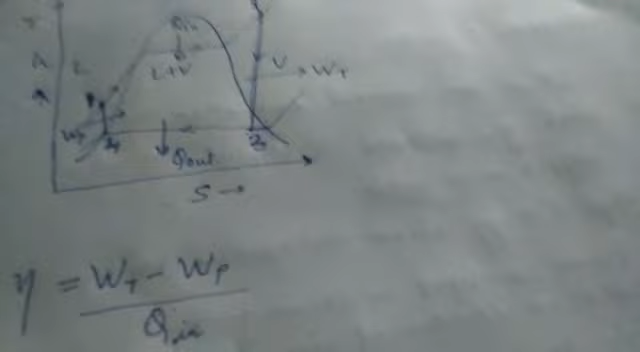 T
Qin
L
L+V
V
WT
Wp
4
3
Qout
S →
η = WT - WP
Qin